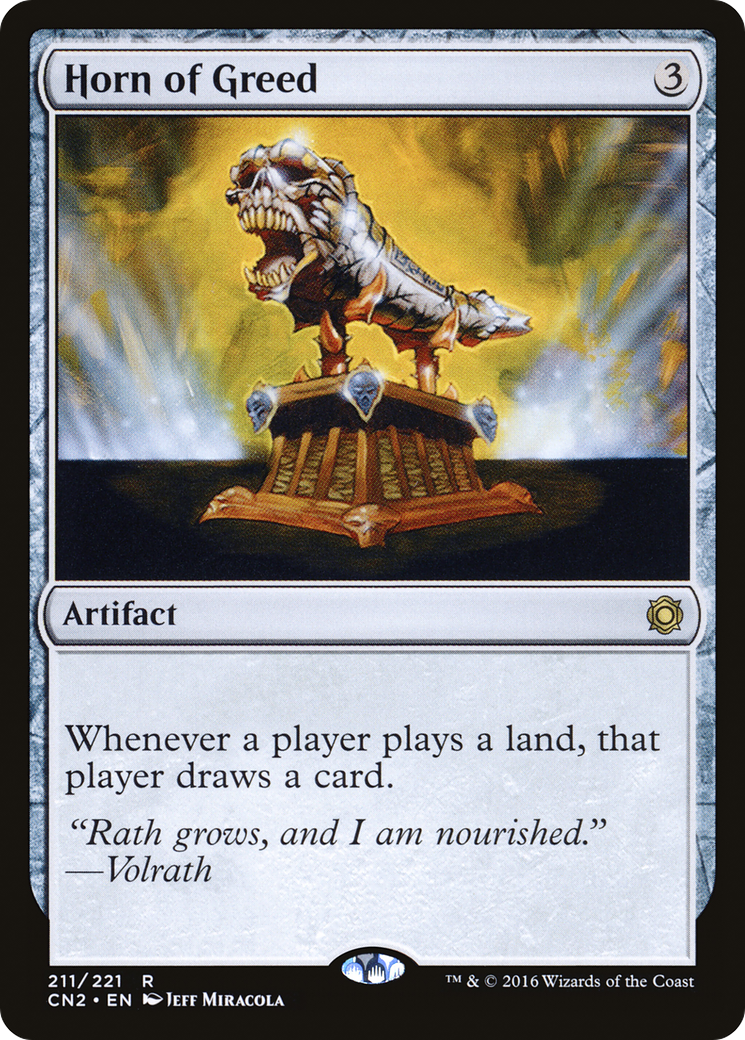 Horn of Greed 3
Artifact
Whenever a player plays a land, that
player draws a card.
“Rath grows, and I am nourished.”
—Volrath
211/221 R
CN2 • EN Jeff Miracola
™ & © 2016 Wizards of the Coast